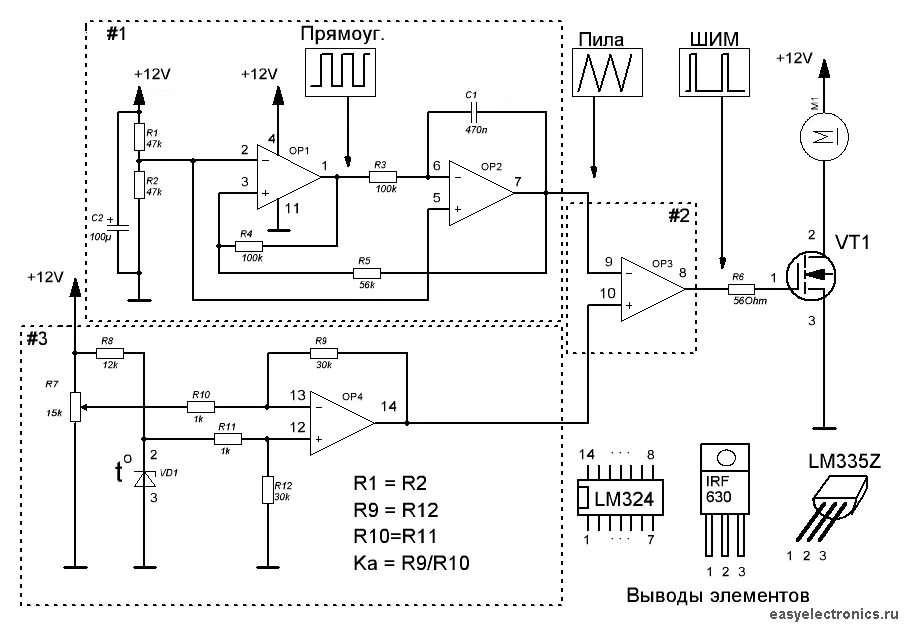 #1
Прямоуг.
Пила
ШИМ
+12V
+12V
+12V
R1
47k
R2
47k
C2
+
100µ
2
3
4
11
1
OP1
−
+
R3
100k
C1
470n
6
5
7
OP2
−
+
R4
100k
R5
56k
#2
9
10
8
OP3
−
+
R6
56Ohm
M1
M
1
2
3
VT1
+12V
#3
R7
15k
R8
12k
R10
1k
R11
1k
R9
30k
13
12
14
OP4
−
+
R12
30k
t°
2
VD1
3
R1 = R2
R9 = R12
R10=R11
Ka = R9/R10
14 · · · 8
LM324
1 · · · 7
IRF
630
1 2 3
LM335Z
1 2 3
Выводы элементов
easyelectronics.ru